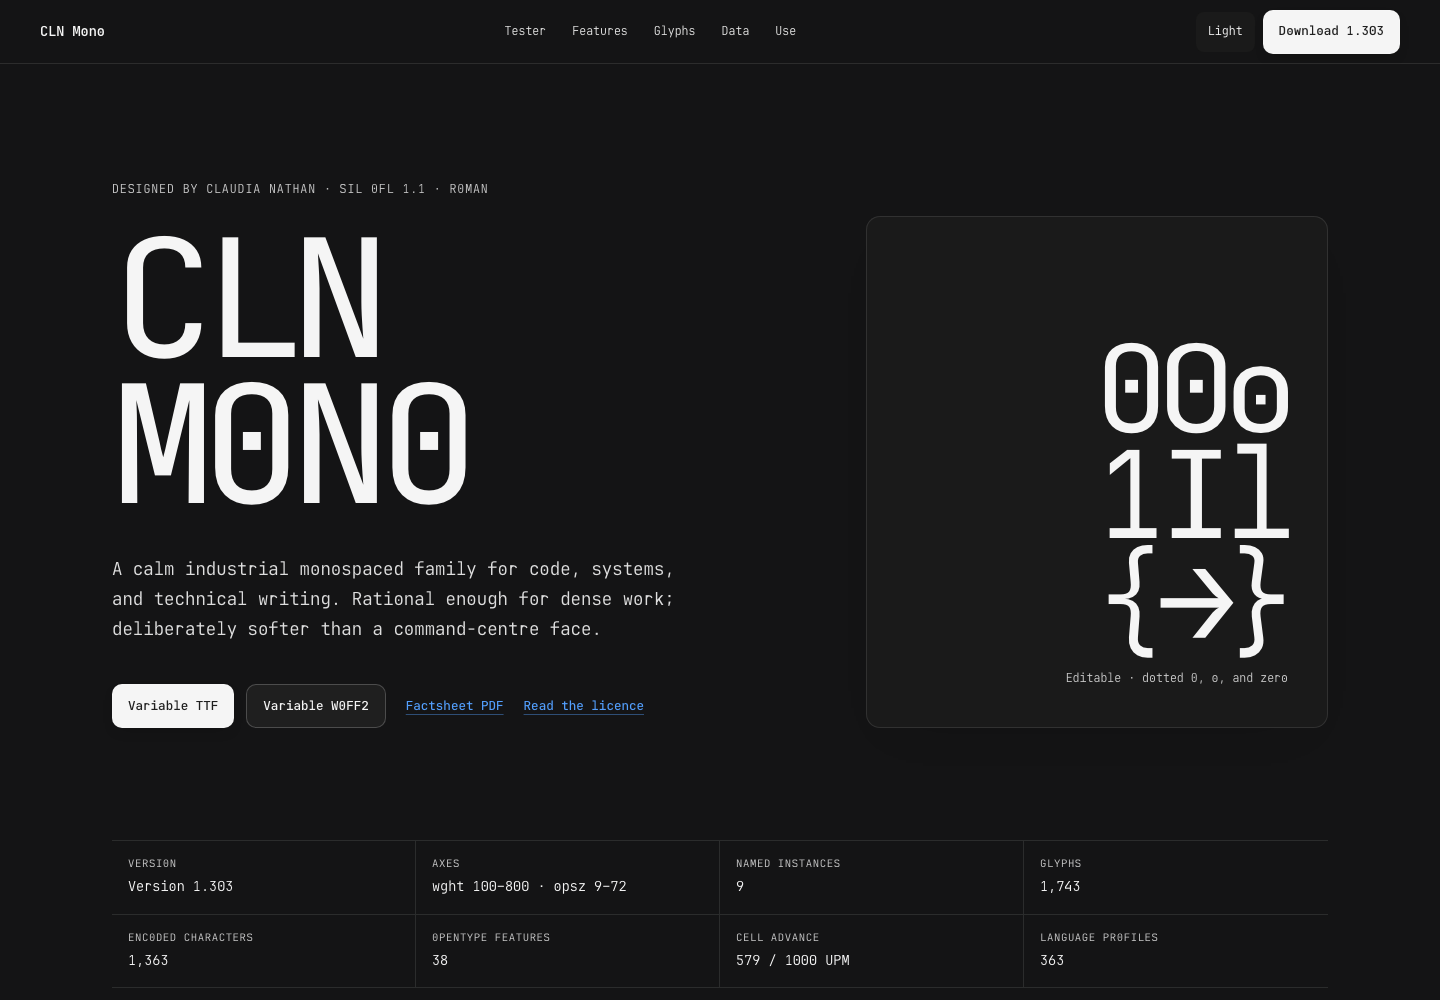 CLN Mono
Tester Features Glyphs Data Use
Light
Download 1.303
DESIGNED BY CLAUDIA NATHAN · SIL OFL 1.1 · ROMAN
CLN
MONO
A calm industrial monospaced family for code, systems,
and technical writing. Rational enough for dense work;
deliberately softer than a command-centre face.
Variable TTF
Variable WOFF2
Factsheet PDF
Read the licence
0Oo
1Il
{→}
Editable · dotted O, o, and zero
VERSION
Version 1.303
AXES
wght 100–800 · opsz 9–72
NAMED INSTANCES
9
GLYPHS
1,743
ENCODED CHARACTERS
1,363
OPENTYPE FEATURES
38
CELL ADVANCE
579 / 1000 UPM
LANGUAGE PROFILES
363